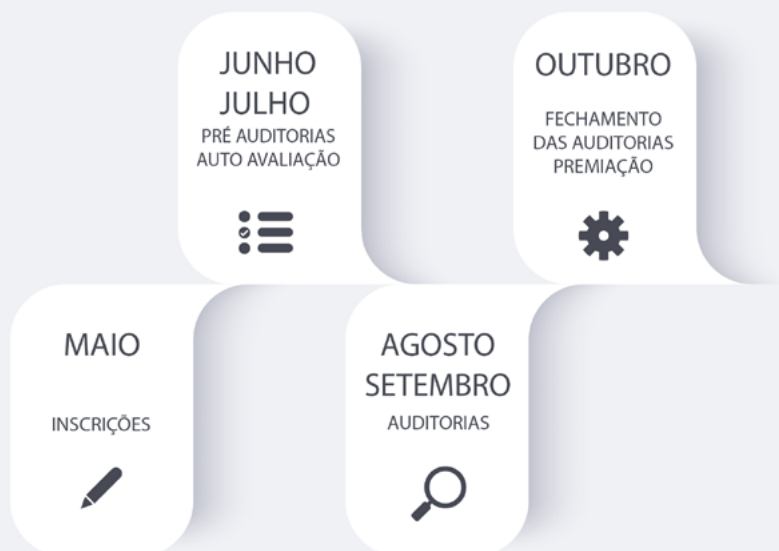 MAIO
INSCRIÇÕES
JUNHO
JULHO
PRÉ AUDITORIAS
AUTO AVALIAÇÃO
AGOSTO
SETEMBRO
AUDITORIAS
OUTUBRO
FECHAMENTO
DAS AUDITORIAS
PREMIAÇÃO